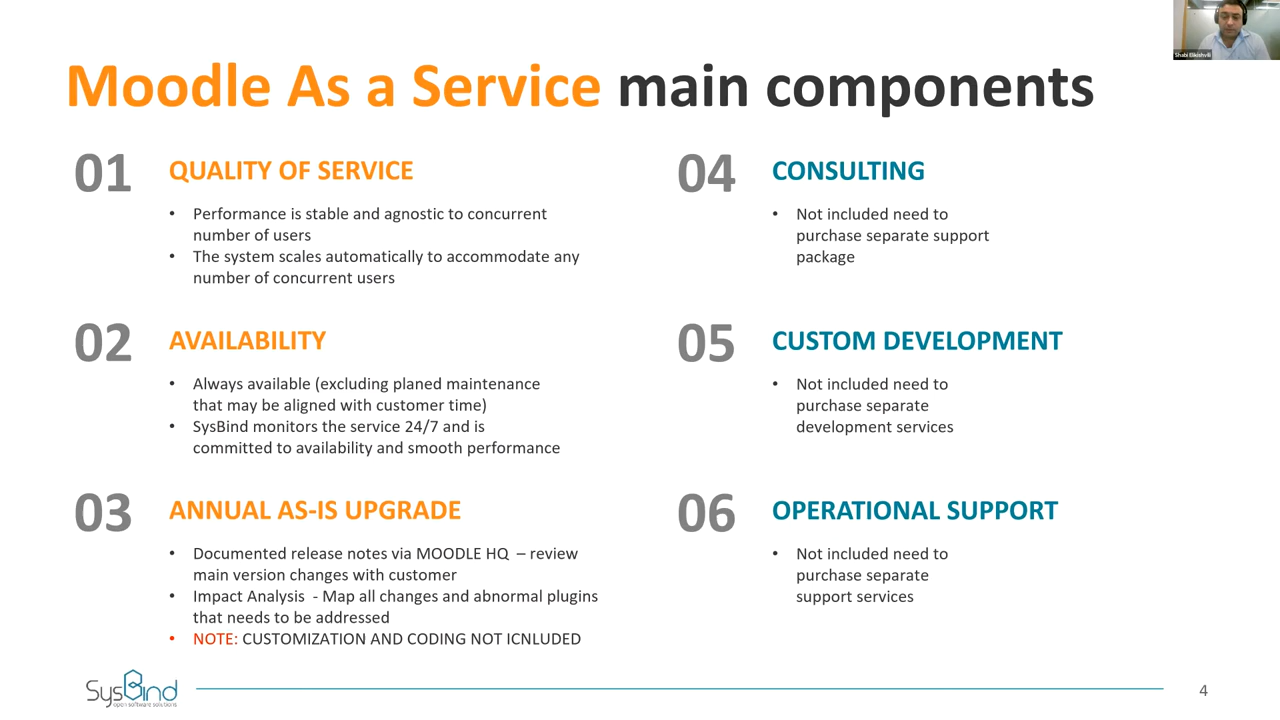 Moodle As a Service main components
01
QUALITY OF SERVICE
• Performance is stable and agnostic to concurrent
number of users
• The system scales automatically to accommodate any
number of concurrent users
02
AVAILABILITY
• Always available (excluding planed maintenance
that may be aligned with customer time)
• SysBind monitors the service 24/7 and is
committed to availability and smooth performance
03
ANNUAL AS-IS UPGRADE
• Documented release notes via MOODLE HQ – review
main version changes with customer
• Impact Analysis - Map all changes and abnormal plugins
that needs to be addressed
• NOTE: CUSTOMIZATION AND CODING NOT ICNLUDED
04
CONSULTING
• Not included need to
purchase separate support
package
05
CUSTOM DEVELOPMENT
• Not included need to
purchase separate
development services
06
OPERATIONAL SUPPORT
• Not included need to
purchase separate
support services
SysBind
open software solutions
4
Shabi